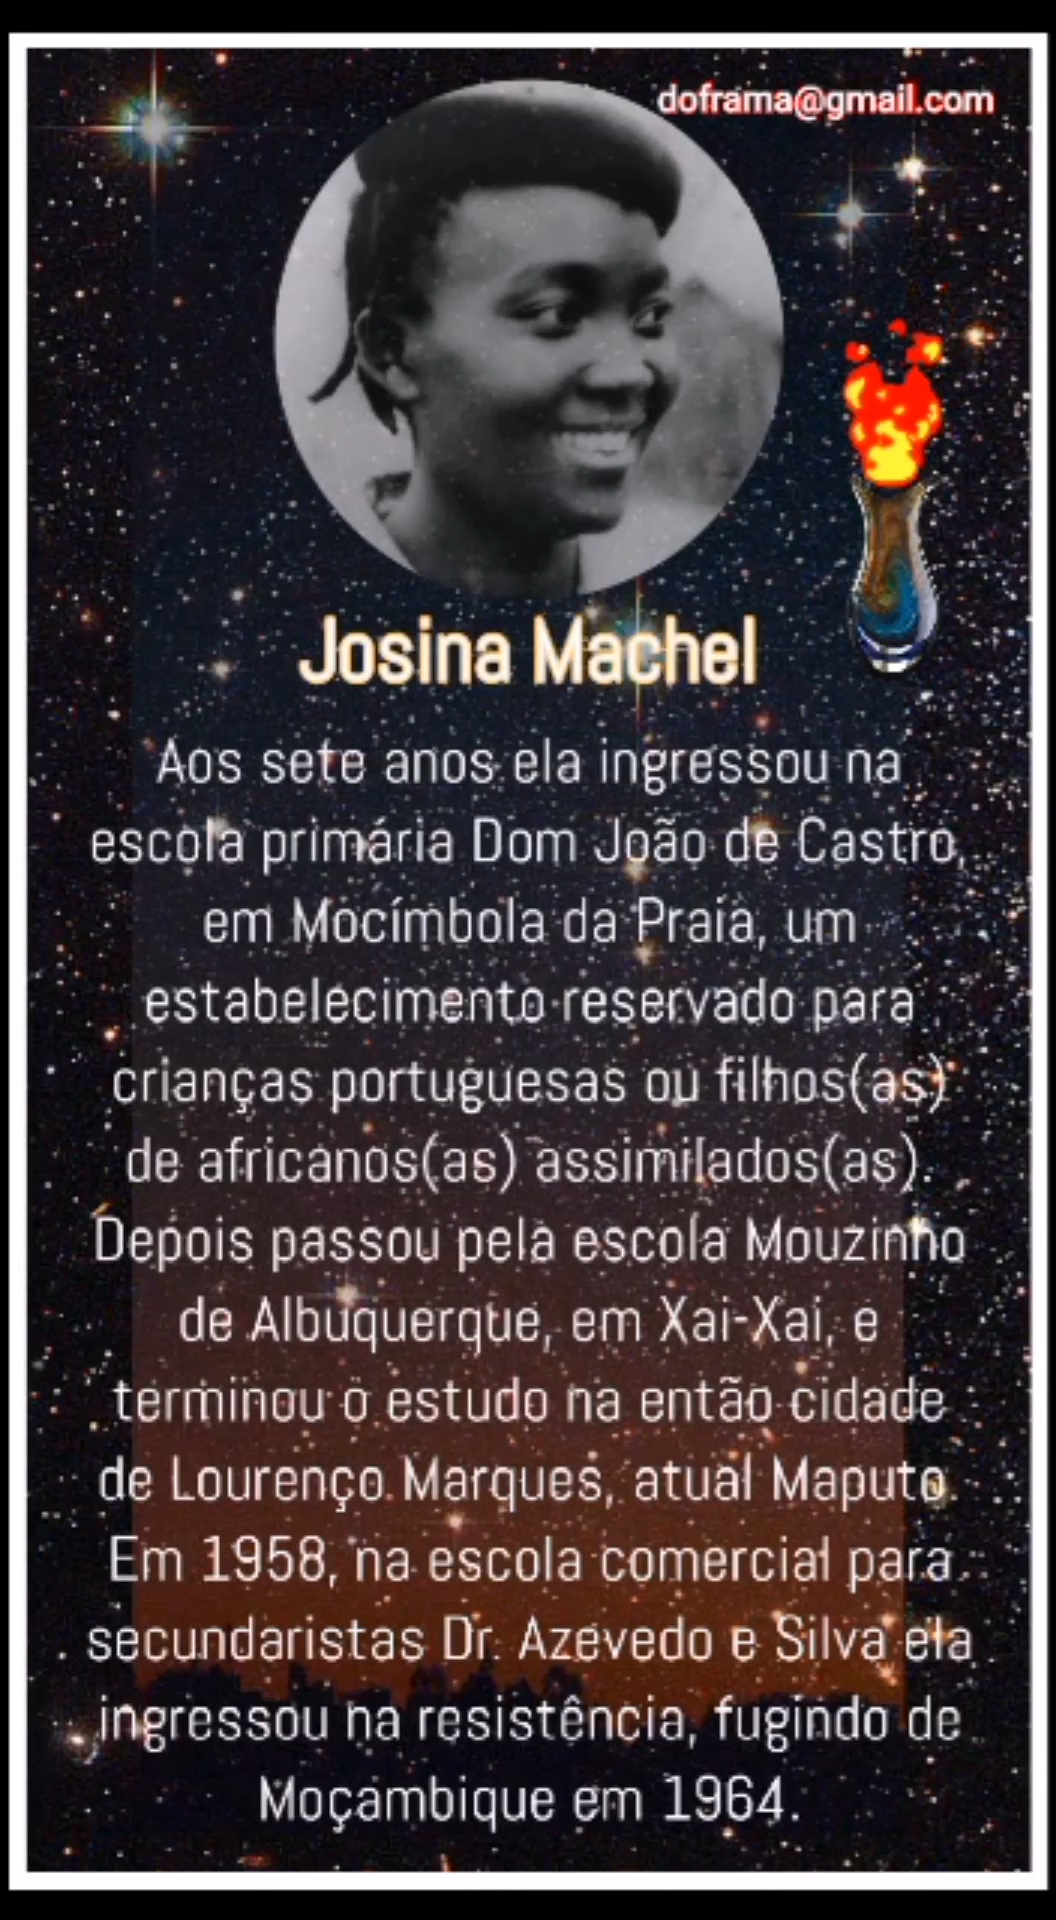 doframa@gmail.com
Josina Machel
Aos sete anos ela ingressou na
escola primária Dom João de Castro,
em Mocímbola da Praia, um
estabelecimento reservado para
crianças portuguesas ou filhos(as)
de africanos(as) assimilados(as).
Depois passou pela escola Mouzinho
de Albuquerque, em Xai-Xai, e
terminou o estudo na então cidade
de Lourenço Marques, atual Maputo.
Em 1958, na escola comercial para
secundaristas Dr. Azevedo e Silva ela
ingressou na resistência, fugindo de
Moçambique em 1964.